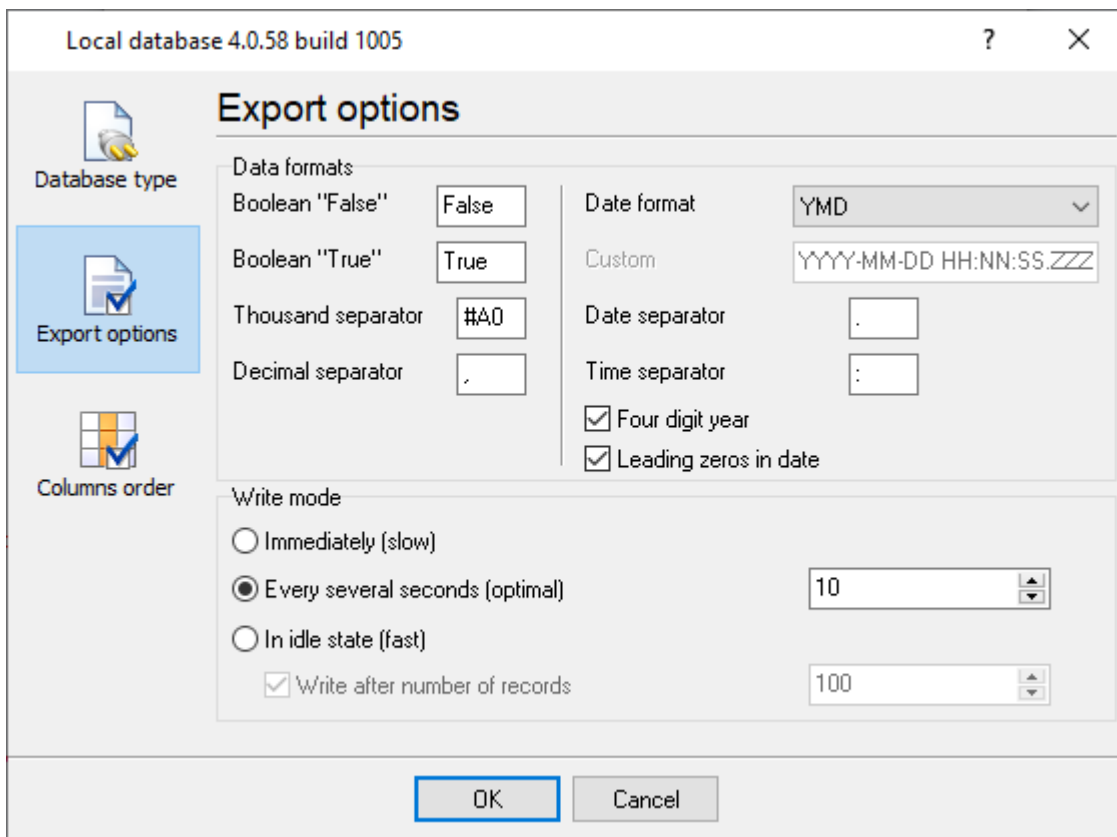 Local database 4.0.58 build 1005 ?
Database type
Export options
Columns order
Export options
Data formats
Boolean "False" False
Boolean "True" True
Thousand separator #A0
Decimal separator ,
Date format YMD
Custom YYYY-MM-DD HH:NN:SS.ZZZ
Date separator .
Time separator :
Four digit year
Leading zeros in date
Write mode
Immediately (slow)
Every several seconds (optimal) 10
In idle state (fast)
Write after number of records 100
OK Cancel